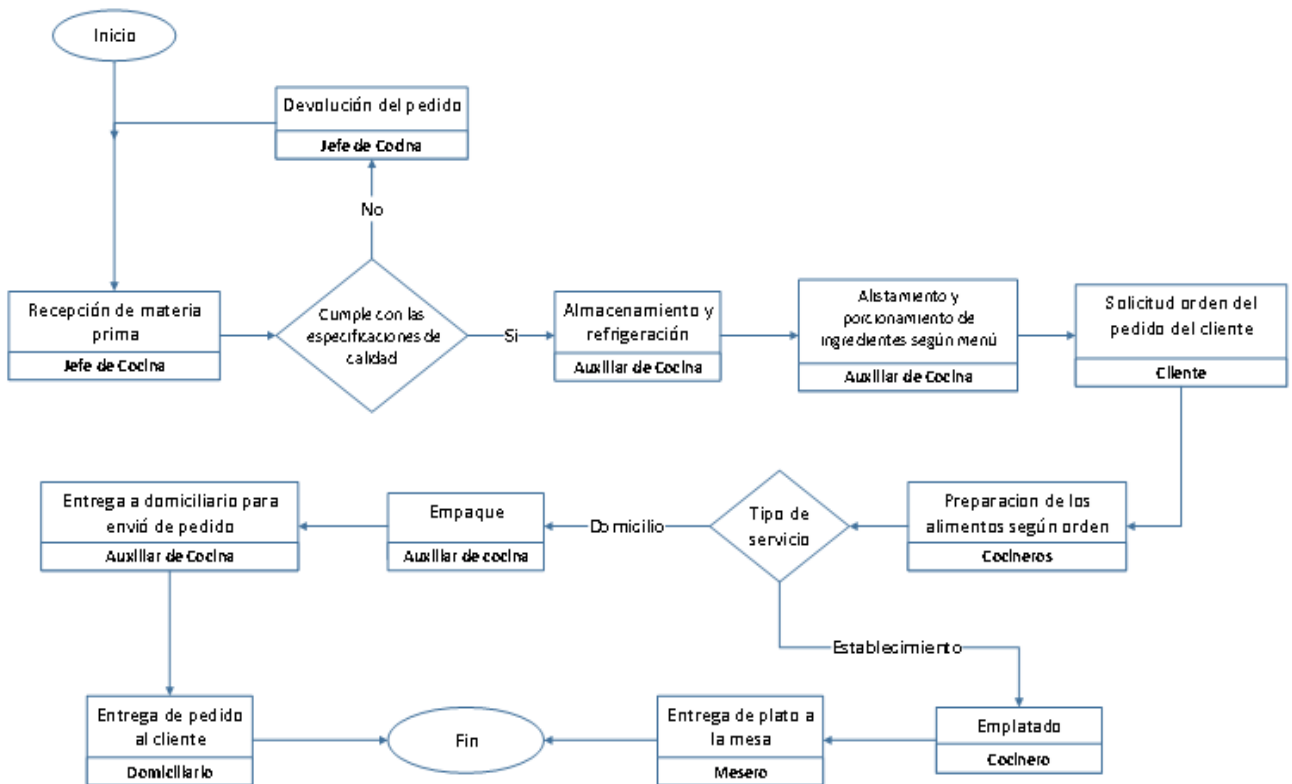 Inicio
Devolución del pedido
Jefe de Cocina
No
Recepción de materia
prima
Jefe de Cocina
Cumple con las
especificaciones de
calidad
Si
Almacenamiento y
refrigeración
Auxiliar de Cocina
Alistamiento y
porcionamiento de
ingredientes según menú
Auxiliar de Cocina
Solicitud orden del
pedido del cliente
Cliente
Entrega a domiciliario para
envió de pedido
Auxiliar de Cocina
Empaque
Auxiliar de cocina
Domicilio
Tipo de
servicio
Preparacion de los
alimentos según orden
Cocineros
Establecimiento
Entrega de pedido
al cliente
Domiciliario
Fin
Entrega de plato a
la mesa
Mesero
Emplatado
Cocinero